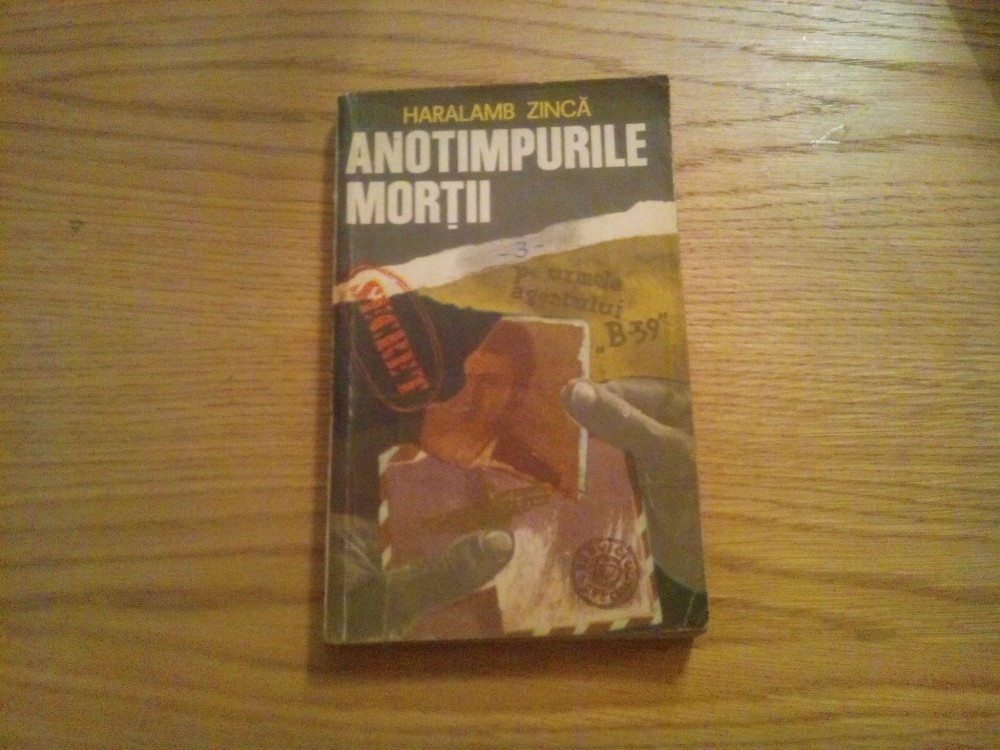 HARALAMB ZINCĂ
ANOTIMPURILE
MORȚII
-3-
pe urmele
agentului
„B-39"
SECRET